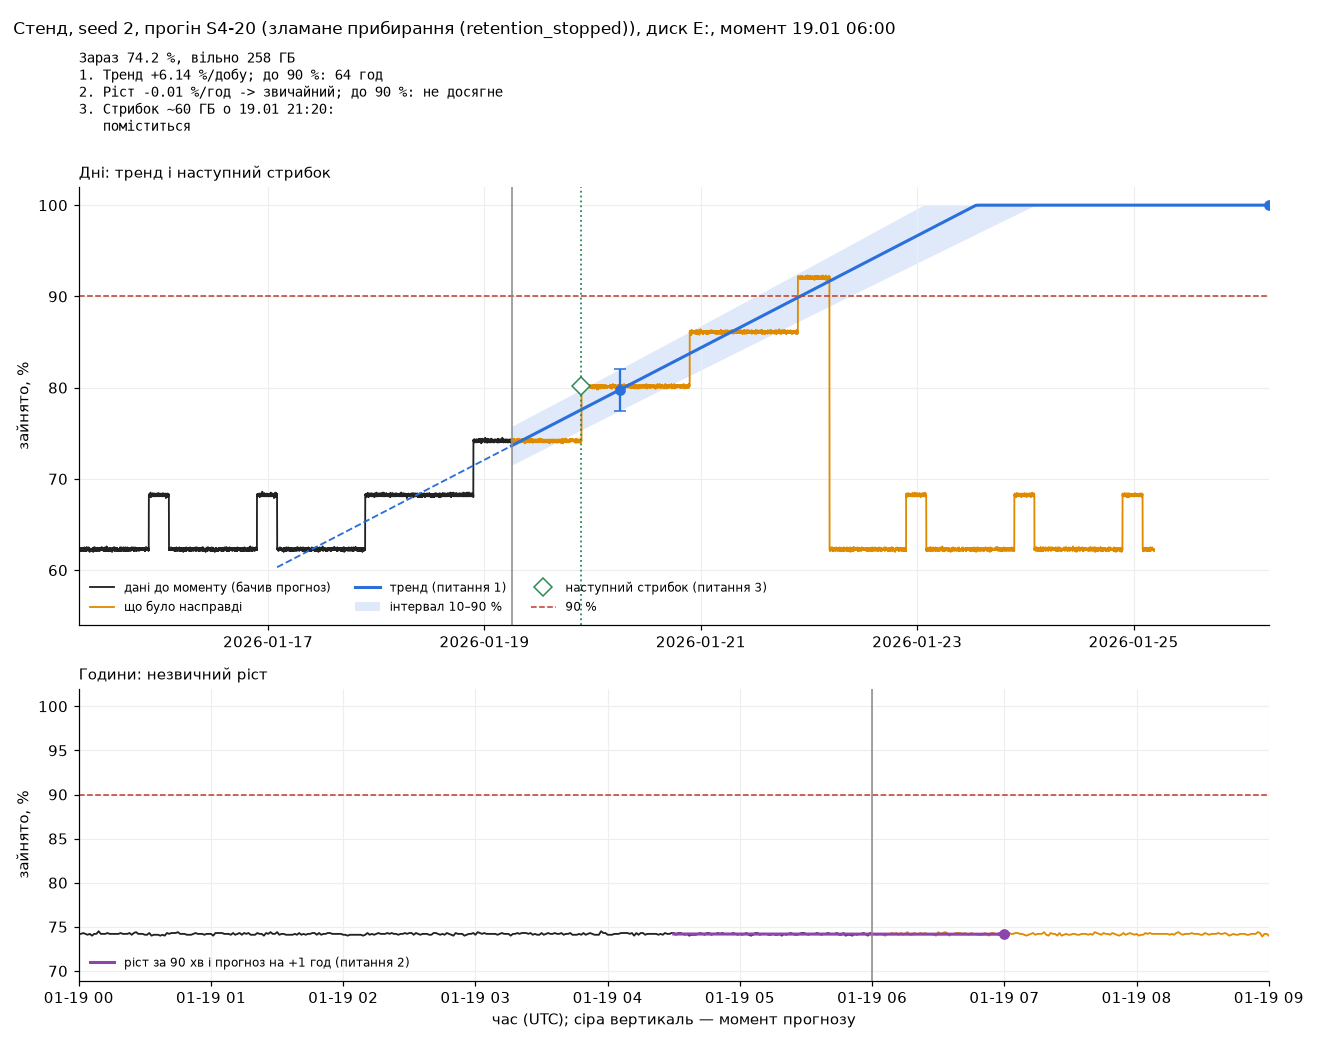 Стенд, seed 2, прогін S4-20 (зламане прибирання (retention_stopped)), диск E:, момент 19.01 06:00
Зараз 74.2 %, вільно 258 ГБ
1. Тренд +6.14 %/добу; до 90 %: 64 год
2. Ріст -0.01 %/год -> звичайний; до 90 %: не досягне
3. Стрибок ~60 ГБ о 19.01 21:20:
поміститься
Дні: тренд і наступний стрибок
100
90
80
70
60
зайнято, %
дані до моменту (бачив прогноз)
що було насправді
тренд (питання 1)
інтервал 10–90 %
наступний стрибок (питання 3)
90 %
2026-01-17
2026-01-19
2026-01-21
2026-01-23
2026-01-25
Години: незвичний ріст
100
95
90
85
80
75
70
зайнято, %
ріст за 90 хв і прогноз на +1 год (питання 2)
01-19 00
01-19 01
01-19 02
01-19 03
01-19 04
01-19 05
01-19 06
01-19 07
01-19 08
01-19 09
час (UTC); сіра вертикаль — момент прогнозу